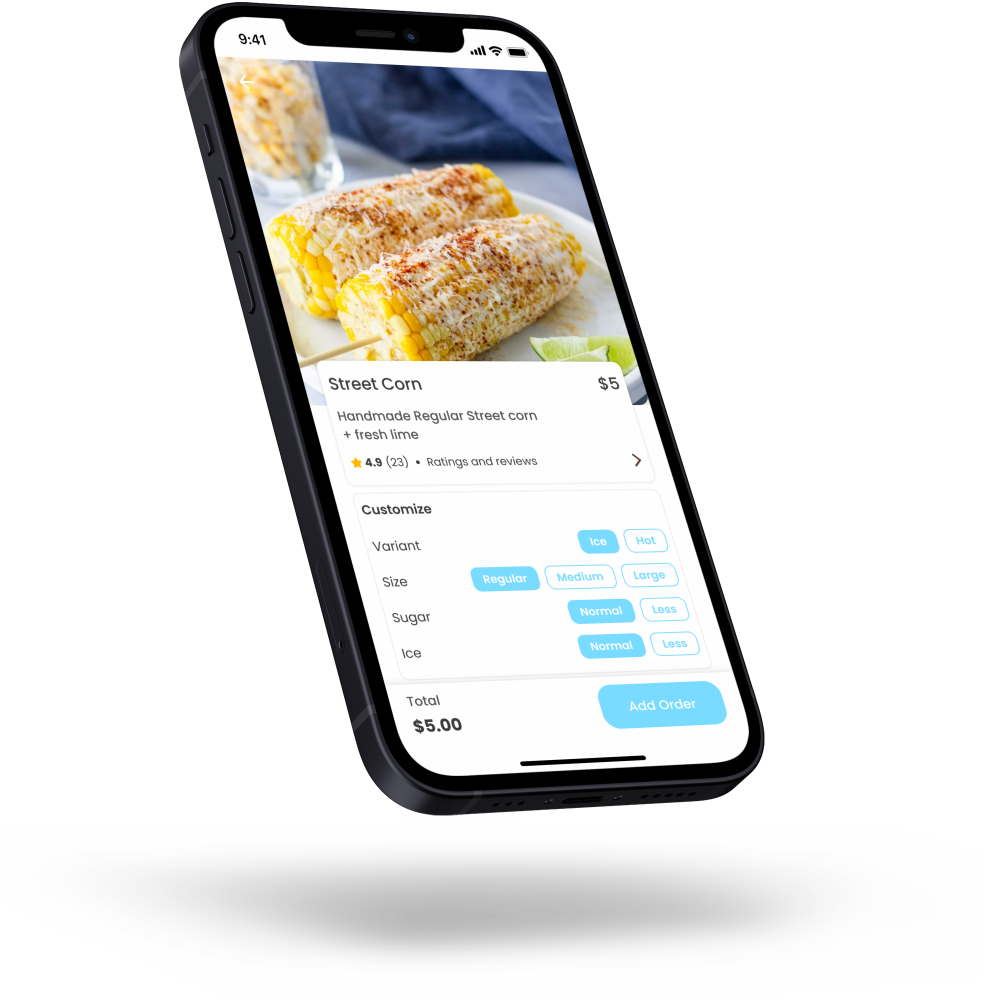 9:41
Street Corn $5
Handmade Regular Street corn
+ fresh lime
4.9 (23) • Ratings and reviews
Customize
Variant Ice Hot
Size Regular Medium Large
Sugar Normal Less
Ice Normal Less
Total
$5.00 Add Order